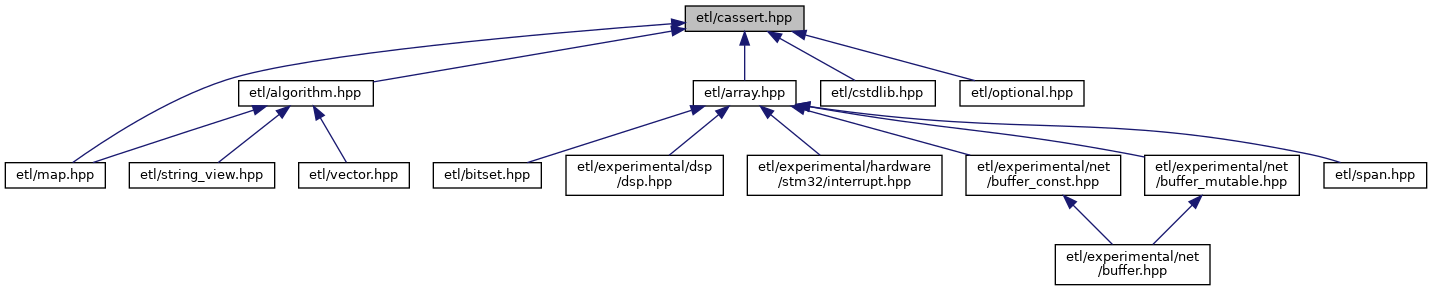 etl/cassert.hpp
etl/algorithm.hpp
etl/array.hpp
etl/cstdlib.hpp
etl/optional.hpp
etl/map.hpp
etl/string_view.hpp
etl/vector.hpp
etl/bitset.hpp
etl/experimental/dsp
/dsp.hpp
etl/experimental/hardware
/stm32/interrupt.hpp
etl/experimental/net
/buffer_const.hpp
etl/experimental/net
/buffer_mutable.hpp
etl/span.hpp
etl/experimental/net
/buffer.hpp